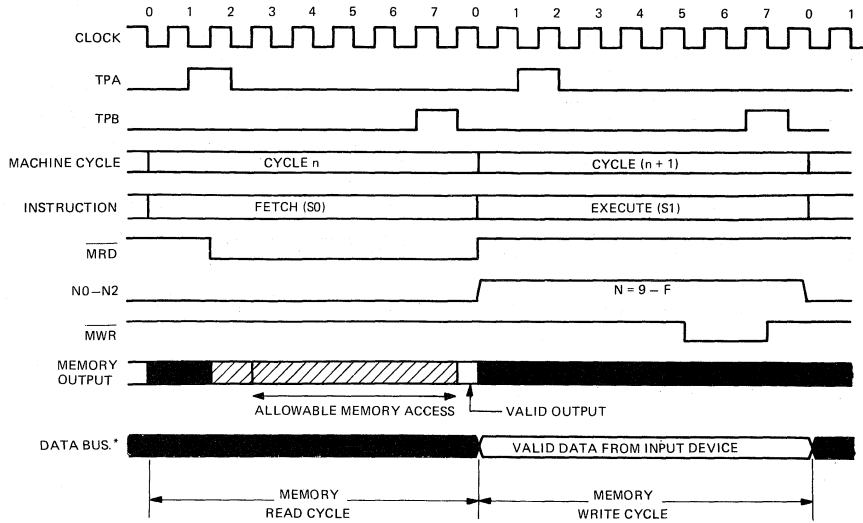 0 1 2 3 4 5 6 7 0 1 2 3 4 5 6 7 0 1
CLOCK
TPA
TPB
MACHINE CYCLE CYCLE n CYCLE (n + 1)
INSTRUCTION FETCH (S0) EXECUTE (S1)
MRD
N0–N2 N = 9 – F
MWR
MEMORY
OUTPUT
ALLOWABLE MEMORY ACCESS VALID OUTPUT
DATA BUS.* VALID DATA FROM INPUT DEVICE
MEMORY
READ CYCLE
MEMORY
WRITE CYCLE